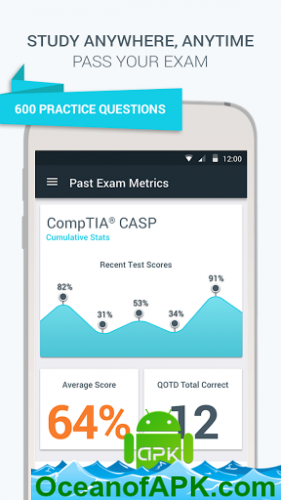 STUDY ANYWHERE, ANYTIME
PASS YOUR EXAM
600 PRACTICE QUESTIONS
12:00
Past Exam Metrics
CompTIA® CASP
Cumulative Stats
Recent Test Scores
82%
31%
53%
34%
91%
Average Score
QOTD Total Correct
64%
12
APK
OceanofAPK.com